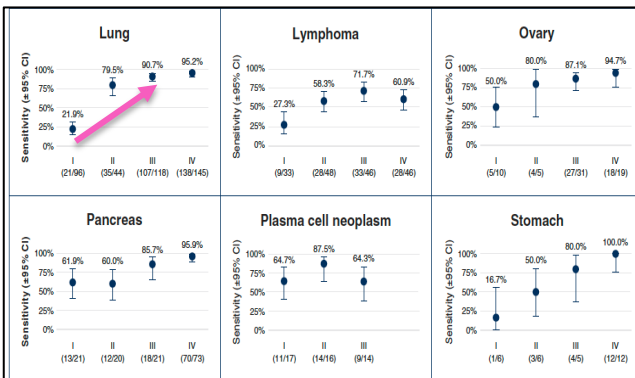 Lung
Sensitivity (±95% CI)
100%
75%
50%
25%
0%
21.9%
79.5%
90.7%
95.2%
I II III IV
(21/96) (35/44) (107/118) (138/145)
Lymphoma
Sensitivity (±95% CI)
100%
75%
50%
25%
0%
27.3%
58.3%
71.7%
60.9%
I II III IV
(9/33) (28/48) (33/46) (28/46)
Ovary
Sensitivity (±95% CI)
100%
75%
50%
25%
0%
50.0%
80.0%
87.1%
94.7%
I II III IV
(5/10) (4/5) (27/31) (18/19)
Pancreas
Sensitivity (±95% CI)
100%
75%
50%
25%
0%
61.9%
60.0%
85.7%
95.9%
I II III IV
(13/21) (12/20) (18/21) (70/73)
Plasma cell neoplasm
Sensitivity (±95% CI)
100%
75%
50%
25%
0%
64.7%
87.5%
64.3%
I II III
(11/17) (14/16) (9/14)
Stomach
Sensitivity (±95% CI)
100%
75%
50%
25%
0%
16.7%
50.0%
80.0%
100.0%
I II III IV
(1/6) (3/6) (4/5) (12/12)